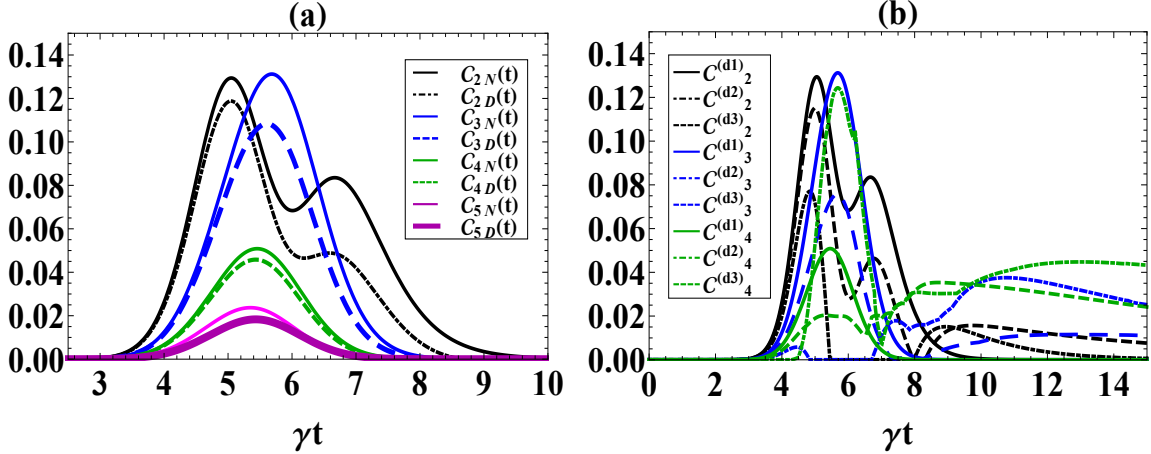 (a)
0.14
0.12
0.10
0.08
0.06
0.04
0.02
0.00
3 4 5 6 7 8 9 10
γt
C2 N(t)
C2 D(t)
C3 N(t)
C3 D(t)
C4 N(t)
C4 D(t)
C5 N(t)
C5 D(t)
(b)
0.14
0.12
0.10
0.08
0.06
0.04
0.02
0.00
0 2 4 6 8 10 12 14
γt
C(d1)2
C(d2)2
C(d3)2
C(d1)3
C(d2)3
C(d3)3
C(d1)4
C(d2)4
C(d3)4